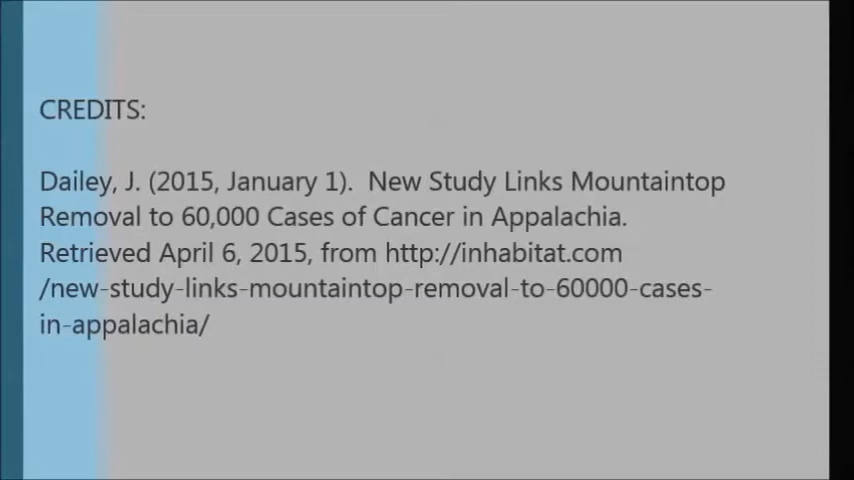 CREDITS:
Dailey, J. (2015, January 1).  New Study Links Mountaintop
Removal to 60,000 Cases of Cancer in Appalachia.
Retrieved April 6, 2015, from http://inhabitat.com
/new-study-links-mountaintop-removal-to-60000-cases-
in-appalachia/